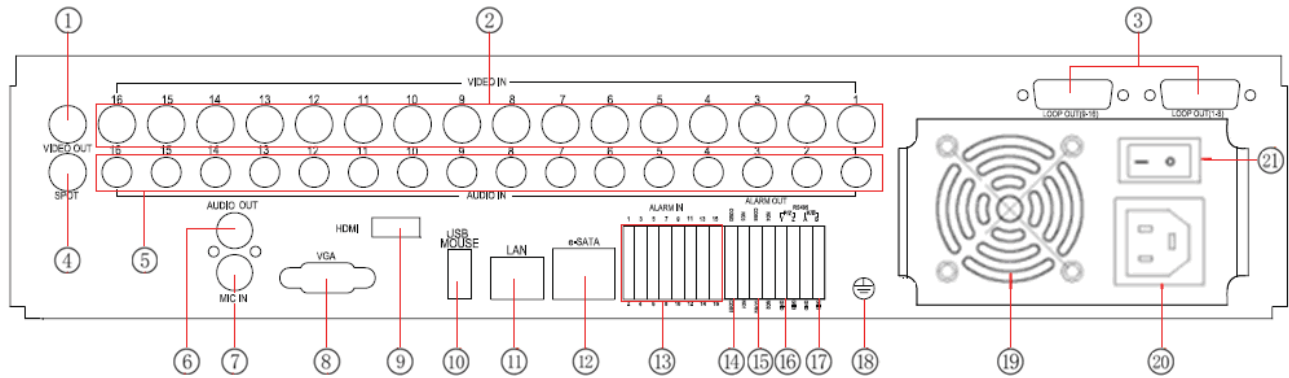 ① ② ③
VIDEO IN
16 15 14 13 12 11 10 9 8 7 6 5 4 3 2 1
LOOP OUT(9-16) LOOP OUT(1-8)
VIDEO OUT
16 15 14 13 12 11 10 9 8 7 6 5 4 3 2 1
㉑
SPOT
AUDIO IN
AUDIO OUT
ALARM IN ALARM OUT
RS485
1 3 5 7 9 11 13 15
HDMI
USB
MOUSE
LAN
e-SATA
VGA
MIC IN
2 4 6 8 10 12 14 16
④ ⑤ ⑥ ⑦ ⑧ ⑨ ⑩ ⑪ ⑫ ⑬ ⑭ ⑮ ⑯ ⑰ ⑱ ⑲ ⑳